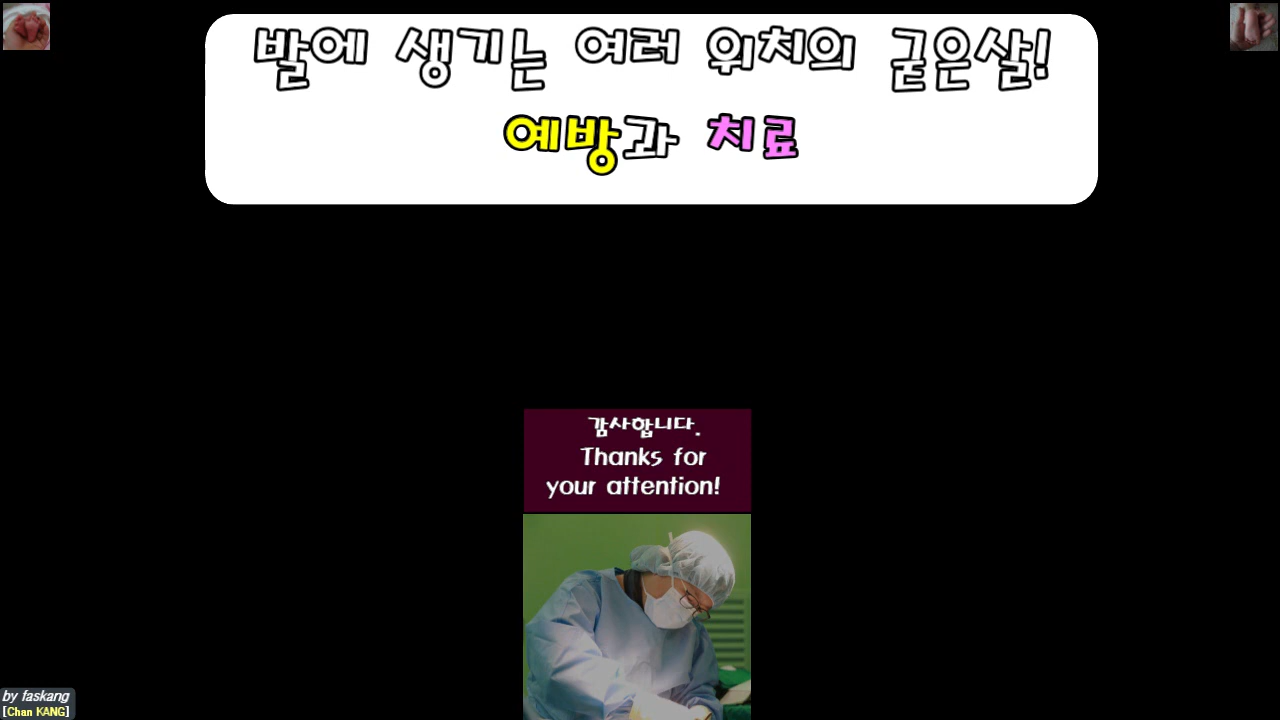 발에 생기는 여러 위치의 굳은살!
예방과 치료
감사합니다.
Thanks for
your attention!
by faskang
[Chan KANG]